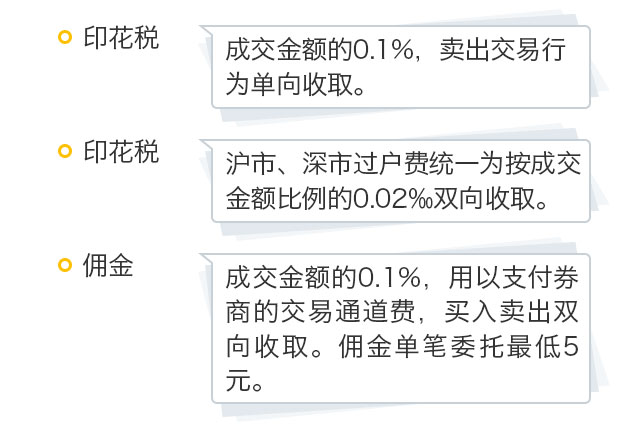 印花税
成交金额的0.1%，卖出交易行
为单向收取。
印花税
沪市、深市过户费统一为按成交
金额比例的0.02‰双向收取。
佣金
成交金额的0.1%，用以支付券
商的交易通道费，买入卖出双
向收取。佣金单笔委托最低5
元。